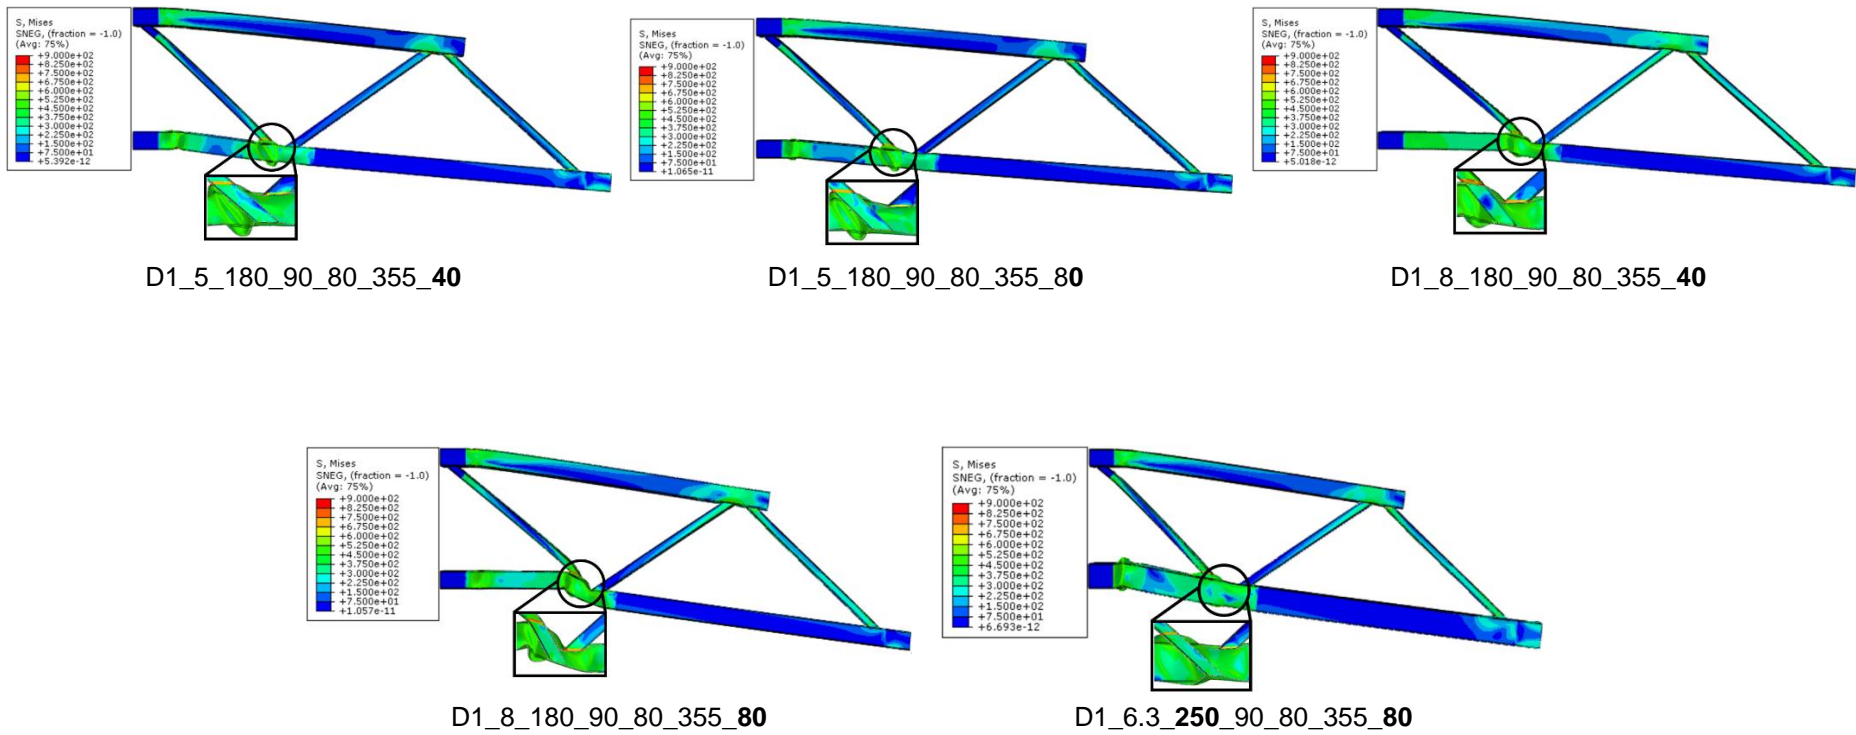 S, Mises
SNEG, (fraction = -1.0)
(Avg: 75%)
+9.000e+02
+8.250e+02
+7.500e+02
+6.750e+02
+6.000e+02
+5.250e+02
+4.500e+02
+3.750e+02
+3.000e+02
+2.250e+02
+1.500e+02
+7.500e+01
+5.392e-12
D1_5_180_90_80_355_40
S, Mises
SNEG, (fraction = -1.0)
(Avg: 75%)
+9.000e+02
+8.250e+02
+7.500e+02
+6.750e+02
+6.000e+02
+5.250e+02
+4.500e+02
+3.750e+02
+3.000e+02
+2.250e+02
+1.500e+02
+7.500e+01
+1.065e-11
D1_5_180_90_80_355_80
S, Mises
SNEG, (fraction = -1.0)
(Avg: 75%)
+9.000e+02
+8.250e+02
+7.500e+02
+6.750e+02
+6.000e+02
+5.250e+02
+4.500e+02
+3.750e+02
+3.000e+02
+2.250e+02
+1.500e+02
+7.500e+01
+5.018e-12
D1_8_180_90_80_355_40
S, Mises
SNEG, (fraction = -1.0)
(Avg: 75%)
+9.000e+02
+8.250e+02
+7.500e+02
+6.750e+02
+6.000e+02
+5.250e+02
+4.500e+02
+3.750e+02
+3.000e+02
+2.250e+02
+1.500e+02
+7.500e+01
+1.057e-11
D1_8_180_90_80_355_80
S, Mises
SNEG, (fraction = -1.0)
(Avg: 75%)
+9.000e+02
+8.250e+02
+7.500e+02
+6.750e+02
+6.000e+02
+5.250e+02
+4.500e+02
+3.750e+02
+3.000e+02
+2.250e+02
+1.500e+02
+7.500e+01
+6.693e-12
D1_6.3_250_90_80_355_80